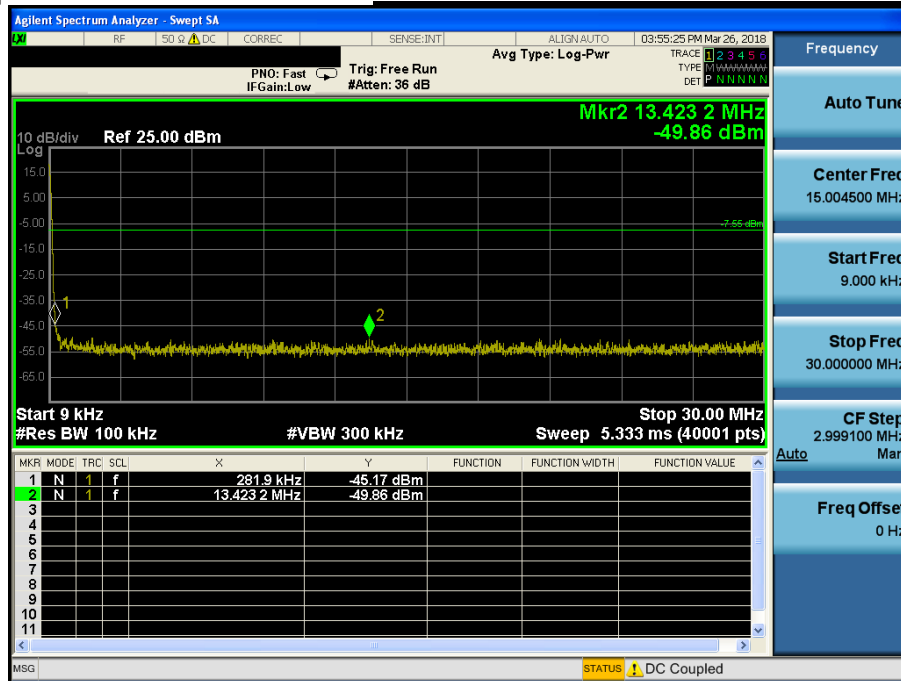 Agilent Spectrum Analyzer - Swept SA
LXI RF 50 Ω DC CORREC SENSE:INT ALIGN AUTO 03:55:25 PM Mar 26, 2018
PNO: Fast
IFGain:Low
Trig: Free Run
#Atten: 36 dB
Avg Type: Log-Pwr
TRACE 1 2 3 4 5 6
TYPE M W W W W W
DET P N N N N N
Mkr2 13.423 2 MHz
-49.86 dBm
10 dB/div Ref 25.00 dBm
Log
15.0
5.00
-5.00
-7.55 dBm
-15.0
-25.0
-35.0
-45.0
-55.0
-65.0
1
2
Start 9 kHz Stop 30.00 MHz
#Res BW 100 kHz #VBW 300 kHz Sweep 5.333 ms (40001 pts)
MKR MODE TRC SCL X Y FUNCTION FUNCTION WIDTH FUNCTION VALUE
1 N 1 f 281.9 kHz -45.17 dBm
2 N 1 f 13.423 2 MHz -49.86 dBm
3
4
5
6
7
8
9
10
11
MSG STATUS DC Coupled
Frequency
Auto Tune
Center Freq
15.004500 MHz
Start Freq
9.000 kHz
Stop Freq
30.000000 MHz
CF Step
2.999100 MHz
Auto Man
Freq Offset
0 Hz